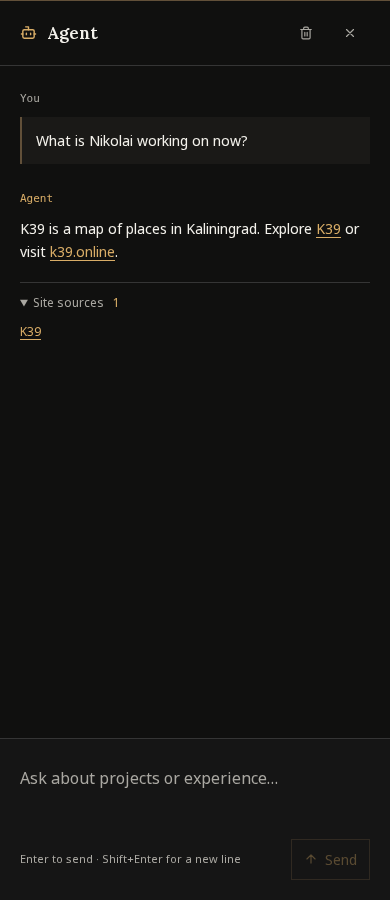 Agent
You
What is Nikolai working on now?
Agent
K39 is a map of places in Kaliningrad. Explore K39 or
visit k39.online.
▼ Site sources 1
K39
Ask about projects or experience...
Enter to send · Shift+Enter for a new line
↑ Send